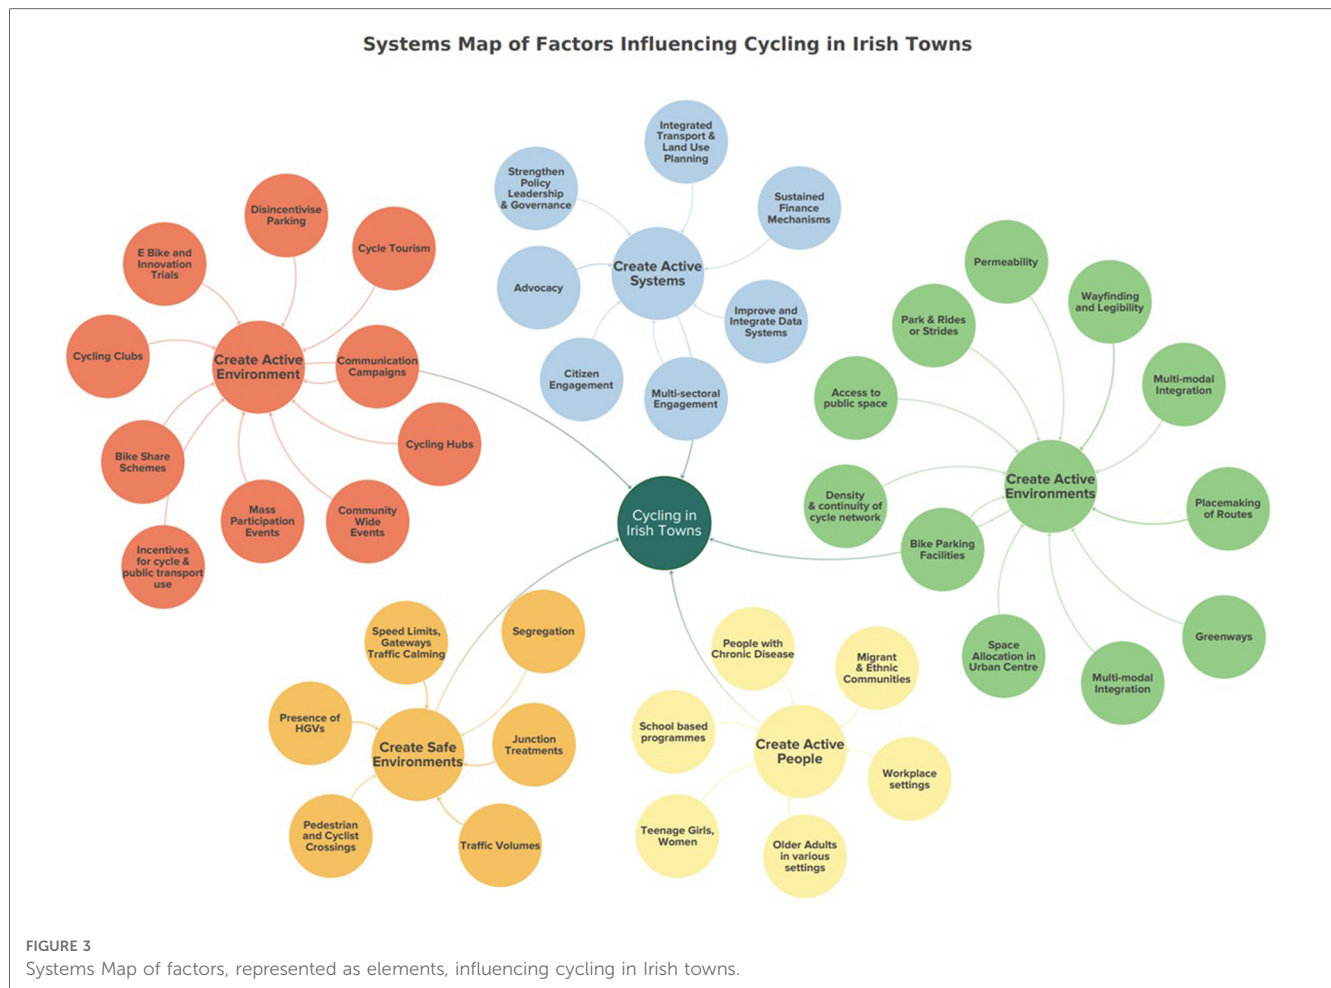 Systems Map of Factors Influencing Cycling in Irish Towns
Integrated
Transport &
Land Use
Planning
Strengthen
Policy
Leadership
& Governance
Sustained
Finance
Mechanisms
Create Active
Systems
Advocacy
Improve and
Integrate Data
Systems
Citizen
Engagement
Multi-sectoral
Engagement
Disincentivise
Parking
E Bike and
Innovation
Trials
Cycle Tourism
Cycling Clubs
Create Active
Environment
Communication
Campaigns
Cycling Hubs
Bike Share
Schemes
Mass
Participation
Events
Community
Wide
Events
Incentives
for cycle &
public transport
use
Permeability
Wayfinding
and Legibility
Park & Rides
or Strides
Multi-modal
Integration
Access to
public space
Create Active
Environments
Density
& continuity of
cycle network
Placemaking
of Routes
Bike Parking
Facilities
Greenways
Space
Allocation in
Urban Centre
Multi-modal
Integration
Cycling in
Irish Towns
Speed Limits,
Gateways
Traffic Calming
Segregation
Presence of
HGVs
Create Safe
Environments
Junction
Treatments
Pedestrian
and Cyclist
Crossings
Traffic Volumes
People with
Chronic Disease
Migrant
& Ethnic
Communities
School based
programmes
Create Active
People
Workplace
settings
Teenage Girls,
Women
Older Adults
in various
settings
FIGURE 3
Systems Map of factors, represented as elements, influencing cycling in Irish towns.